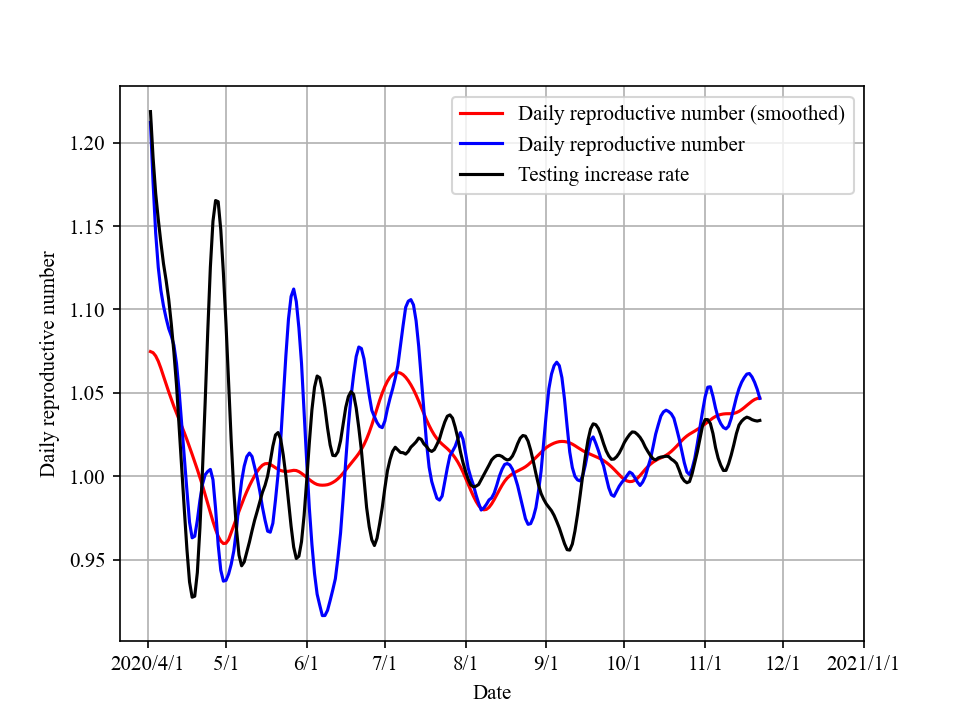 Daily reproductive number (smoothed)
Daily reproductive number
Testing increase rate
1.20
1.15
1.10
1.05
1.00
0.95
Daily reproductive number
2020/4/1 5/1 6/1 7/1 8/1 9/1 10/1 11/1 12/1 2021/1/1
Date